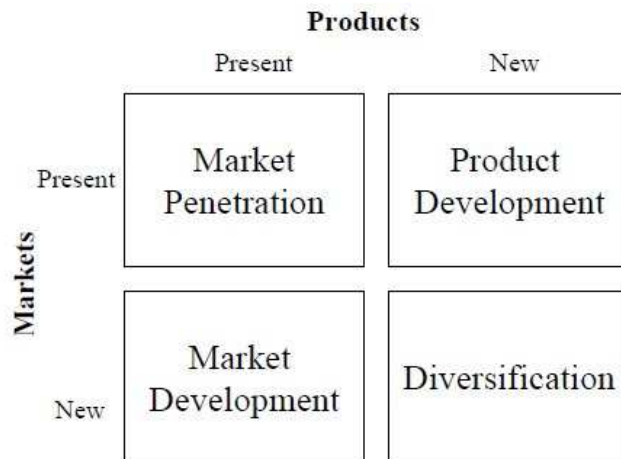 Products
Present
New
Present
Market
Penetration
Product
Development
Markets
New
Market
Development
Diversification